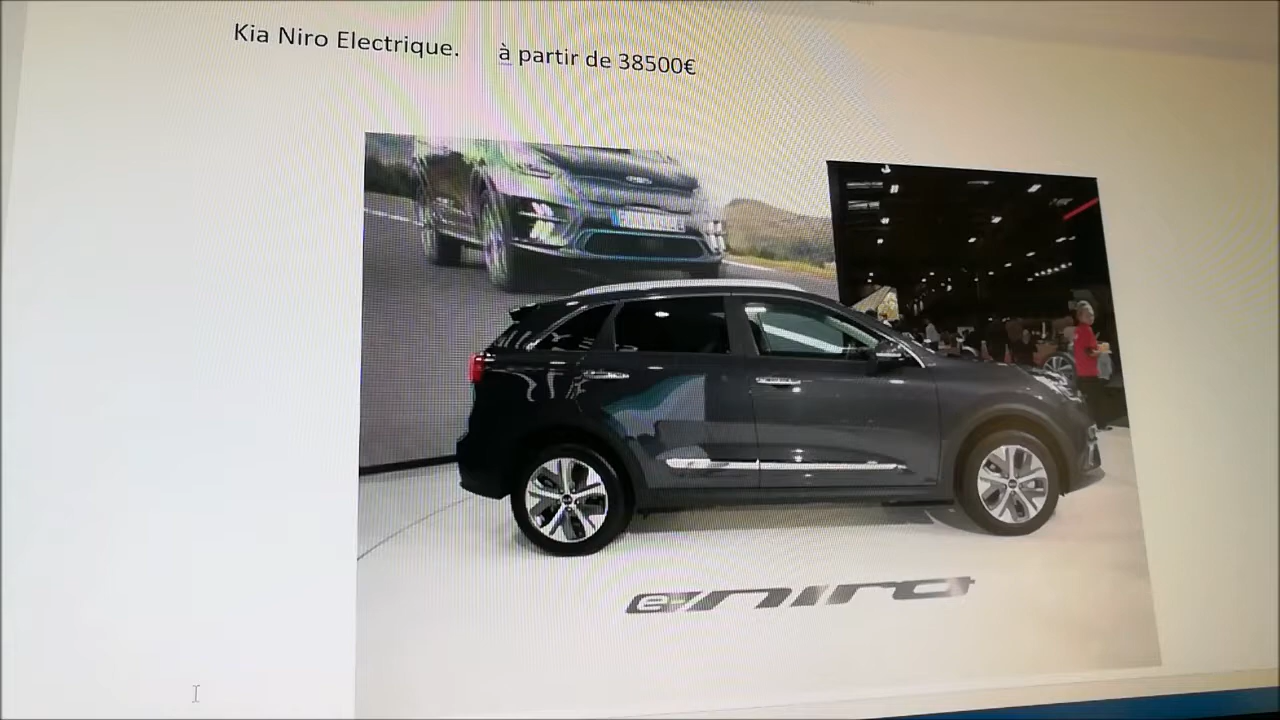 Kia Niro Electrique. à partir de 38500€
e-niro